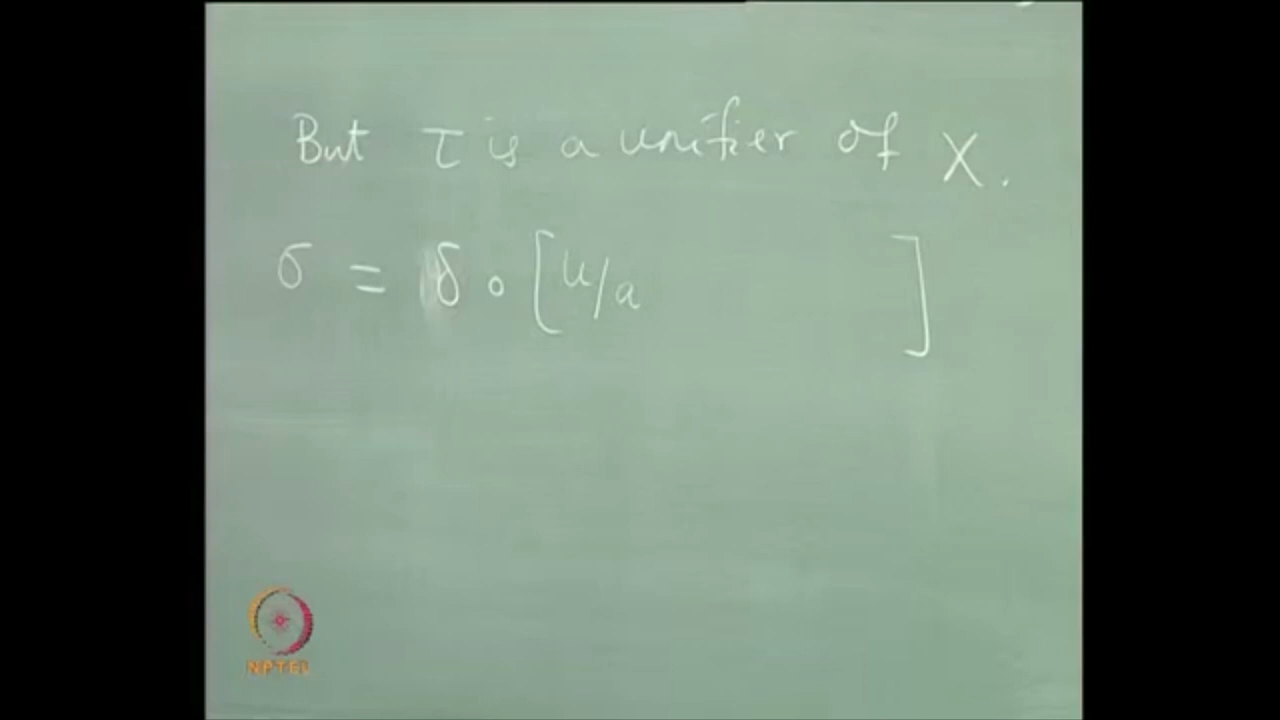 But τ is a unifier of X.
σ = δ ∘ [u/a ]
NPTEL